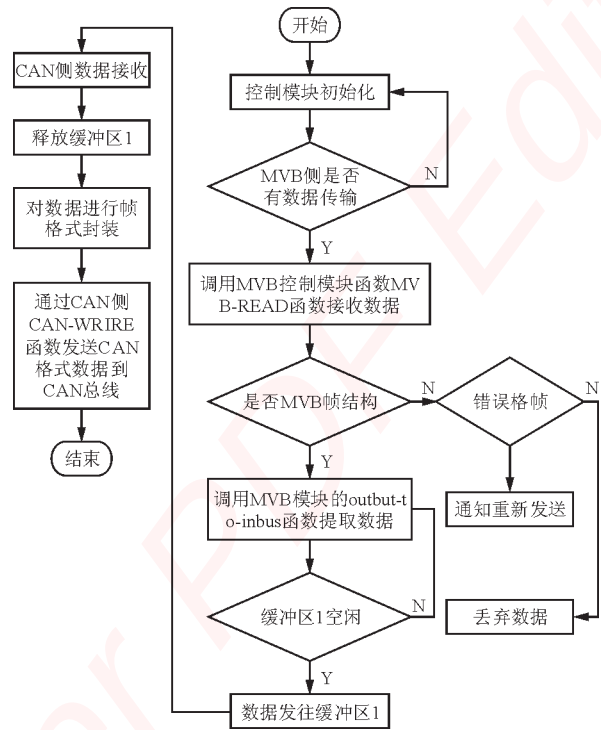 开始
控制模块初始化
MVB侧是否
有数据传输
N
Y
调用MVB控制模块函数MV
B-READ函数接收数据
是否MVB帧结构
N
错误格帧
Y
N
通知重新发送
调用MVB模块的outbut-t
o-inbus函数提取数据
缓冲区1空闲
N
丢弃数据
Y
数据发往缓冲区1
CAN侧数据接收
释放缓冲区1
对数据进行帧
格式封装
通过CAN侧
CAN-WRIRE
函数发送CAN
格式数据到
CAN总线
结束
or PDF Edit